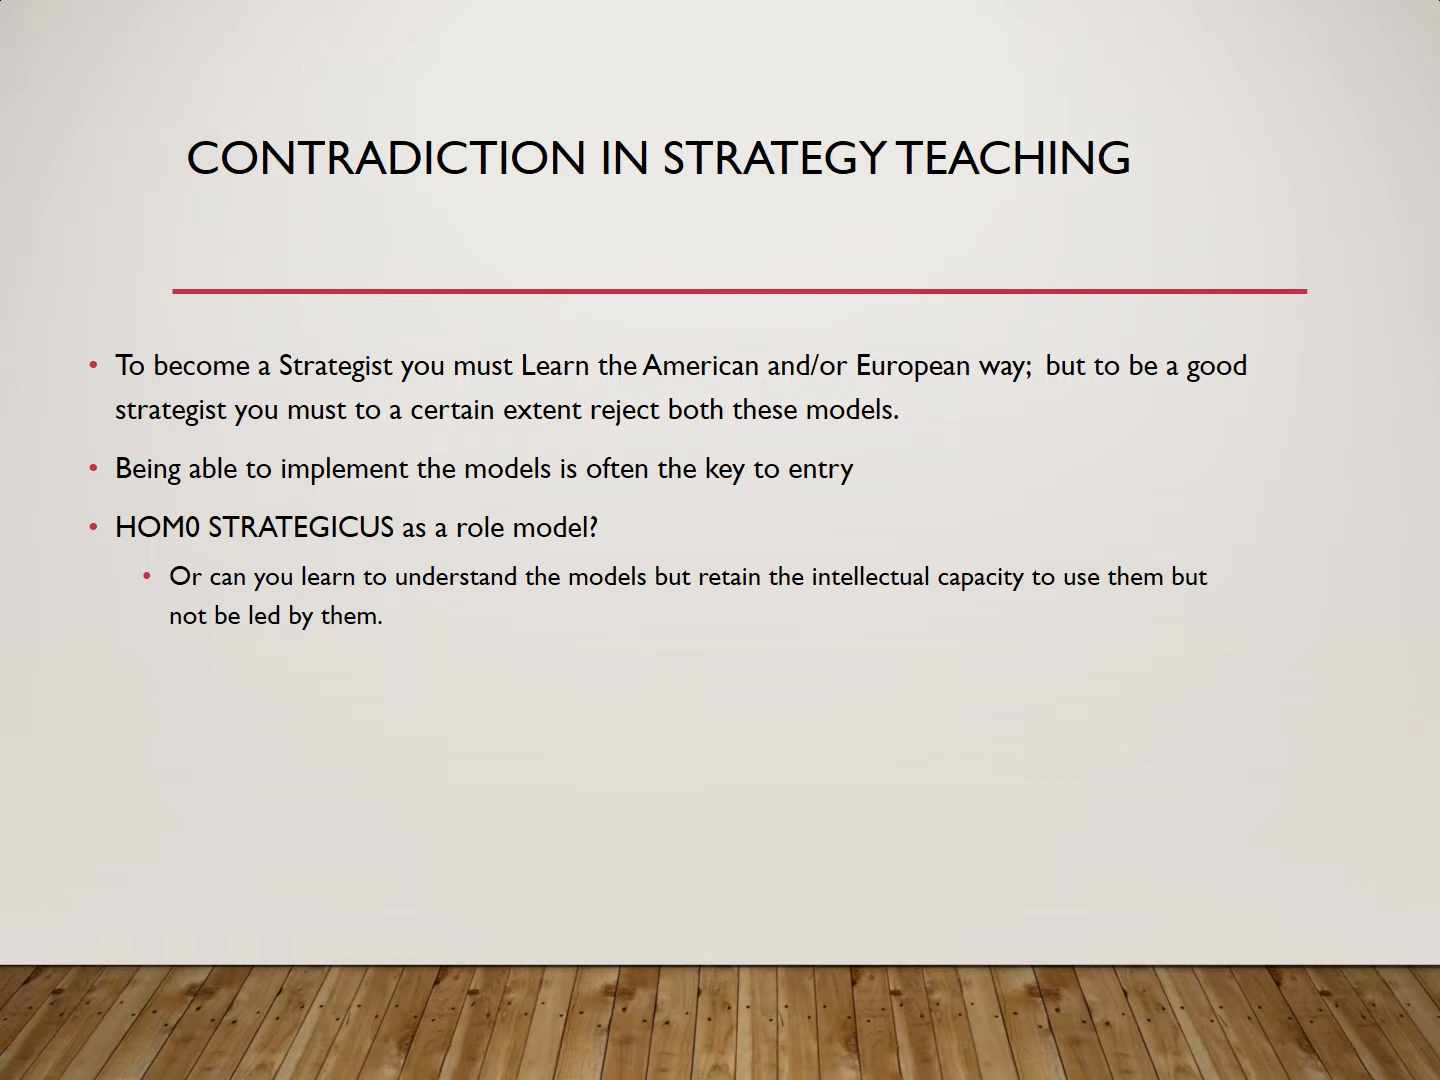 CONTRADICTION IN STRATEGY TEACHING
• To become a Strategist you must Learn the American and/or European way;  but to be a good
strategist you must to a certain extent reject both these models.
• Being able to implement the models is often the key to entry
• HOM0 STRATEGICUS as a role model?
• Or can you learn to understand the models but retain the intellectual capacity to use them but
not be led by them.